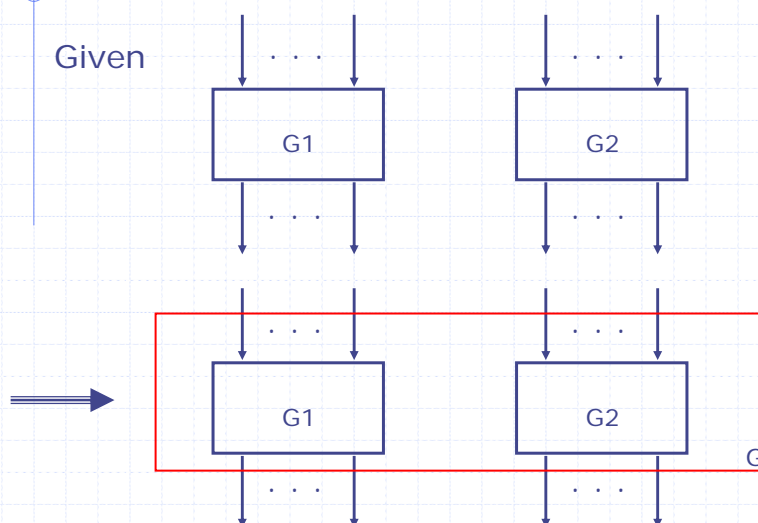 Given
. . .
. . .
G1
G2
. . .
. . .
. . .
. . .
G1
G2
G
. . .
. . .